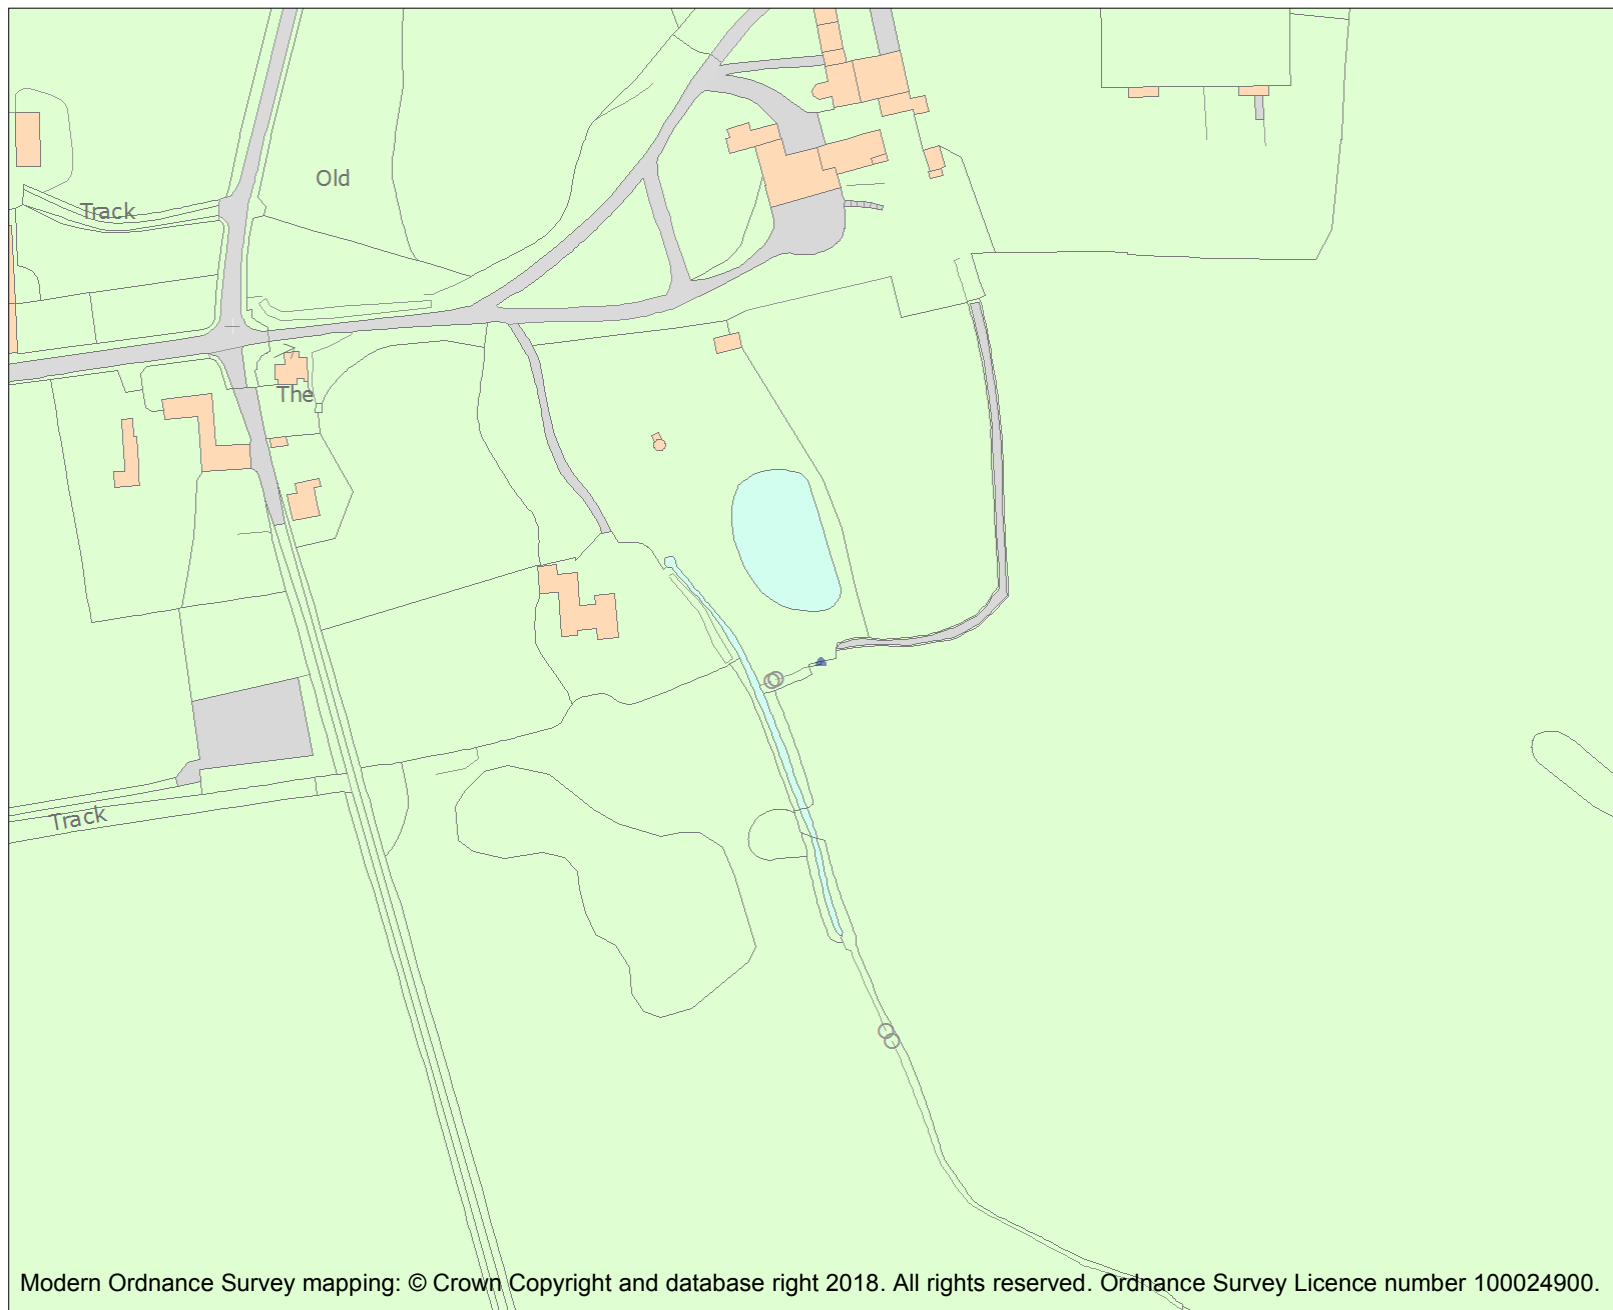 Old
Track
The
Track
Modern Ordnance Survey mapping: © Crown Copyright and database right 2018. All rights reserved. Ordnance Survey Licence number 100024900.